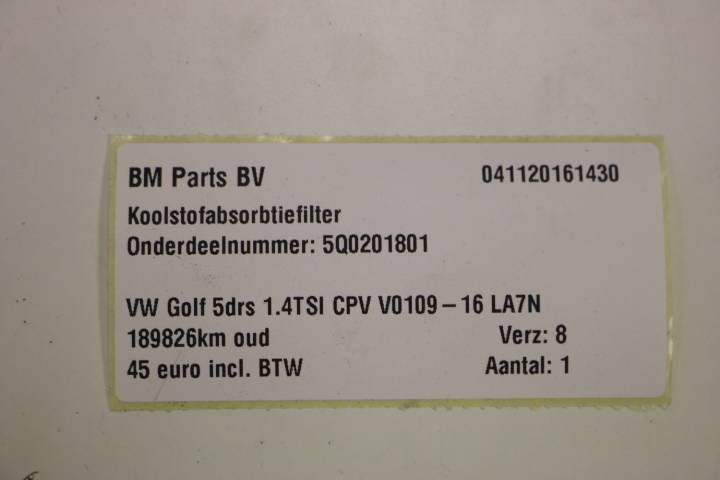 BM Parts BV 041120161430
Koolstofabsorbtiefilter
Onderdeelnummer: 5Q0201801
VW Golf 5drs 1.4TSI CPV V0109-16 LA7N
189826km oud Verz: 8
45 euro incl. BTW Aantal: 1